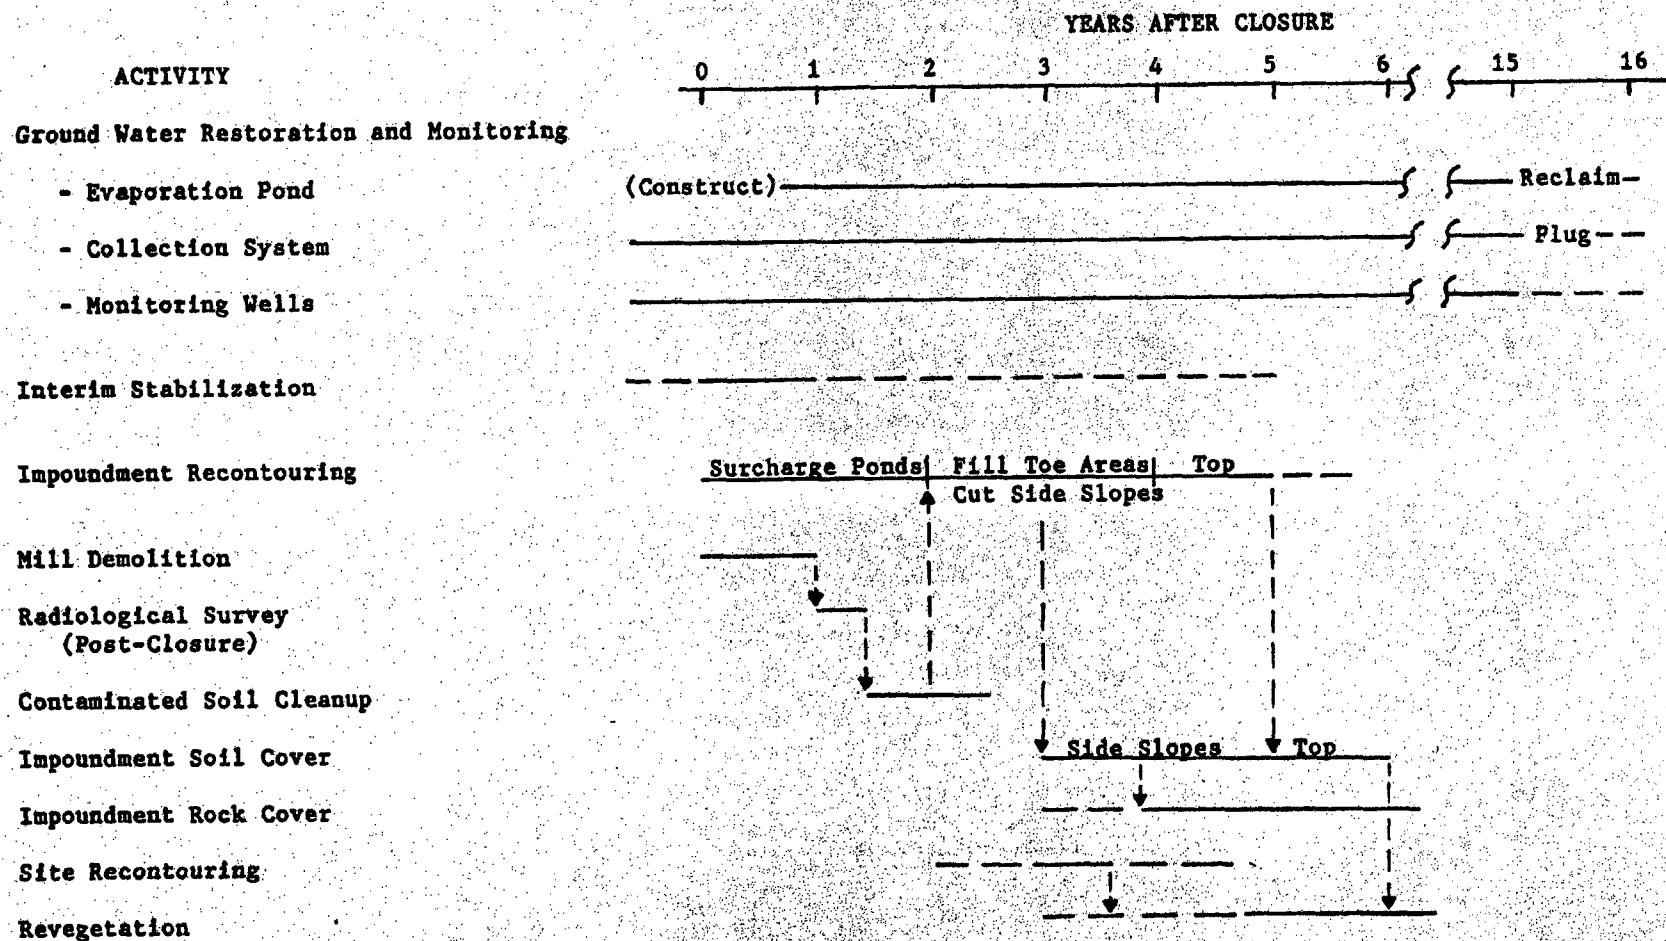 YEARS AFTER CLOSURE
ACTIVITY 0 1 2 3 4 5 6 15 16
Ground Water Restoration and Monitoring
- Evaporation Pond (Construct) Reclaim
- Collection System Plug
- Monitoring Wells
Interim Stabilization
Impoundment Recontouring Surcharge Ponds Fill Toe Areas Top
Cut Side Slopes
Mill Demolition
Radiological Survey
(Post-Closure)
Contaminated Soil Cleanup
Impoundment Soil Cover Side Slopes Top
Impoundment Rock Cover
Site Recontouring
Revegetation